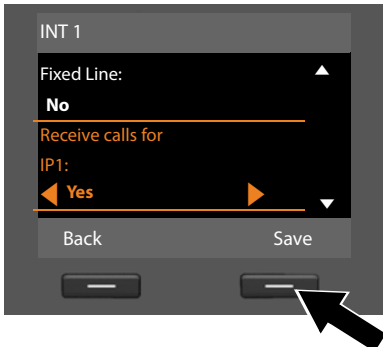 INT 1
Fixed Line:
No
Receive calls for
IP1:
Yes
Back Save